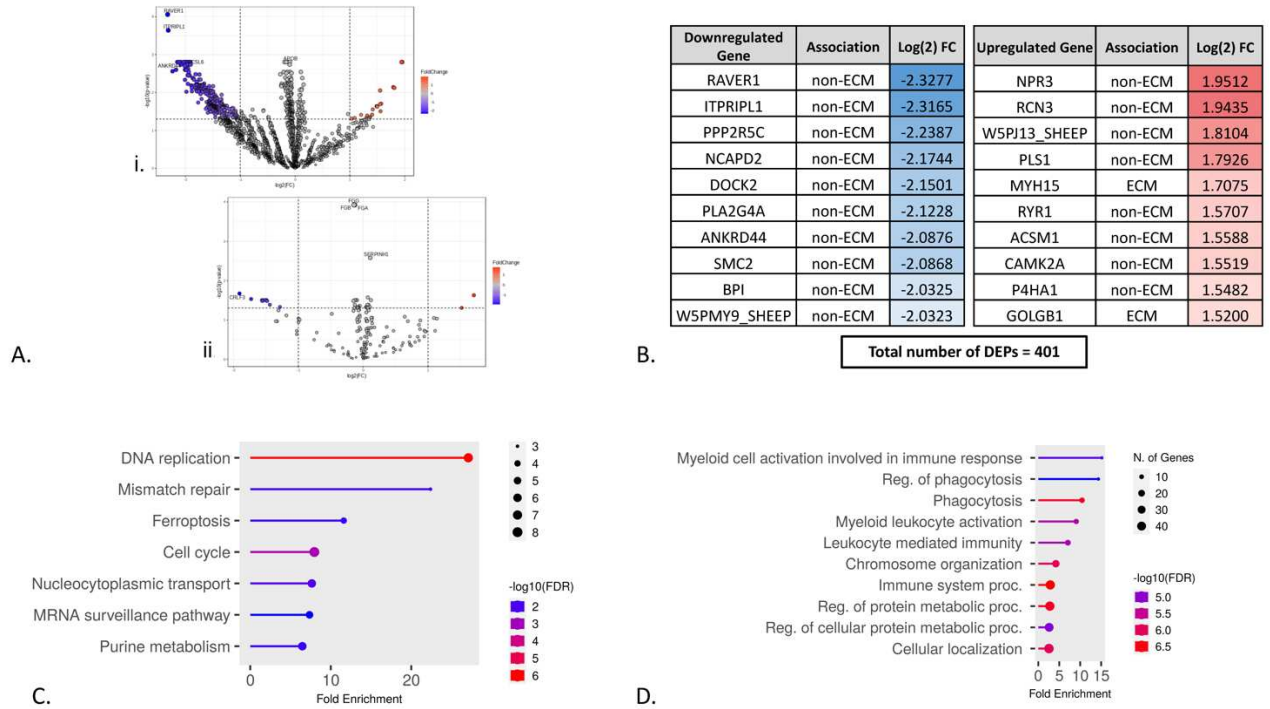 RAVER1
ITPRIPL1
APOB
-log10(p-value)
FoldChange
log2(FC)
i.
FGB FGA
SERPINH1
CRLF3
-log10(p-value)
FoldChange
log2(FC)
ii
A.
Downregulated Gene Association Log(2) FC Upregulated Gene Association Log(2) FC
RAVER1 non-ECM -2.3277 NPR3 non-ECM 1.9512
ITPRIPL1 non-ECM -2.3165 RCN3 non-ECM 1.9435
PPP2R5C non-ECM -2.2387 W5PJ13_SHEEP non-ECM 1.8104
NCAPD2 non-ECM -2.1744 PLS1 non-ECM 1.7926
DOCK2 non-ECM -2.1501 MYH15 ECM 1.7075
PLA2G4A non-ECM -2.1228 RYR1 non-ECM 1.5707
ANKRD44 non-ECM -2.0876 ACSM1 non-ECM 1.5588
SMC2 non-ECM -2.0868 CAMK2A non-ECM 1.5519
BPI non-ECM -2.0325 P4HA1 non-ECM 1.5482
W5PMY9_SHEEP non-ECM -2.0323 GOLGB1 ECM 1.5200
Total number of DEPs = 401
B.
DNA replication
Mismatch repair
Ferroptosis
Cell cycle
Nucleocytoplasmic transport
MRNA surveillance pathway
Purine metabolism
0 10 20
Fold Enrichment
3
4
5
6
7
8
-log10(FDR)
2
3
4
5
6
C.
Myeloid cell activation involved in immune response
Reg. of phagocytosis
Phagocytosis
Myeloid leukocyte activation
Leukocyte mediated immunity
Chromosome organization
Immune system proc.
Reg. of protein metabolic proc.
Reg. of cellular protein metabolic proc.
Cellular localization
0 5 10 15
Fold Enrichment
N. of Genes
10
20
30
40
-log10(FDR)
5.0
5.5
6.0
6.5
D.